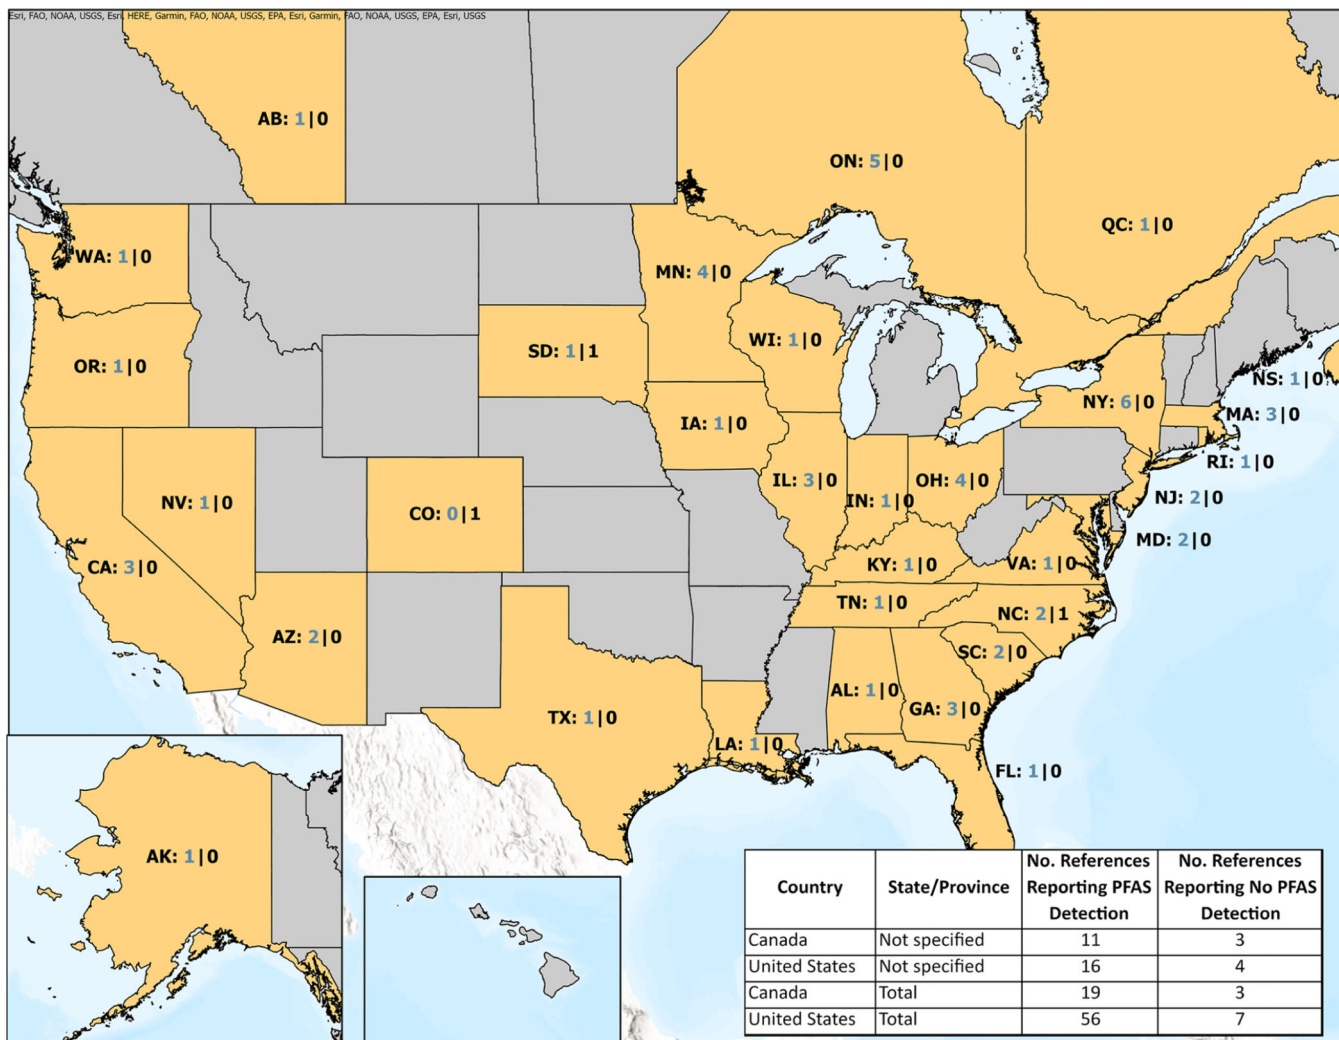 Esri, FAO, NOAA, USGS, Esri, HERE, Garmin, FAO, NOAA, USGS, EPA, Esri, Garmin, FAO, NOAA, USGS, EPA, Esri, USGS
AB: 1|0
ON: 5|0
QC: 1|0
WA: 1|0
MN: 4|0
WI: 1|0
SD: 1|1
OR: 1|0
NS: 1|0
NY: 6|0
MA: 3|0
IA: 1|0
RI: 1|0
IL: 3|0
OH: 4|0
NV: 1|0
IN: 1|0
NJ: 2|0
CO: 0|1
MD: 2|0
CA: 3|0
KY: 1|0
VA: 1|0
TN: 1|0
NC: 2|1
AZ: 2|0
SC: 2|0
AL: 1|0
GA: 3|0
TX: 1|0
LA: 1|0
FL: 1|0
AK: 1|0
Country State/Province No. References Reporting PFAS Detection No. References Reporting No PFAS Detection
Canada Not specified 11 3
United States Not specified 16 4
Canada Total 19 3
United States Total 56 7